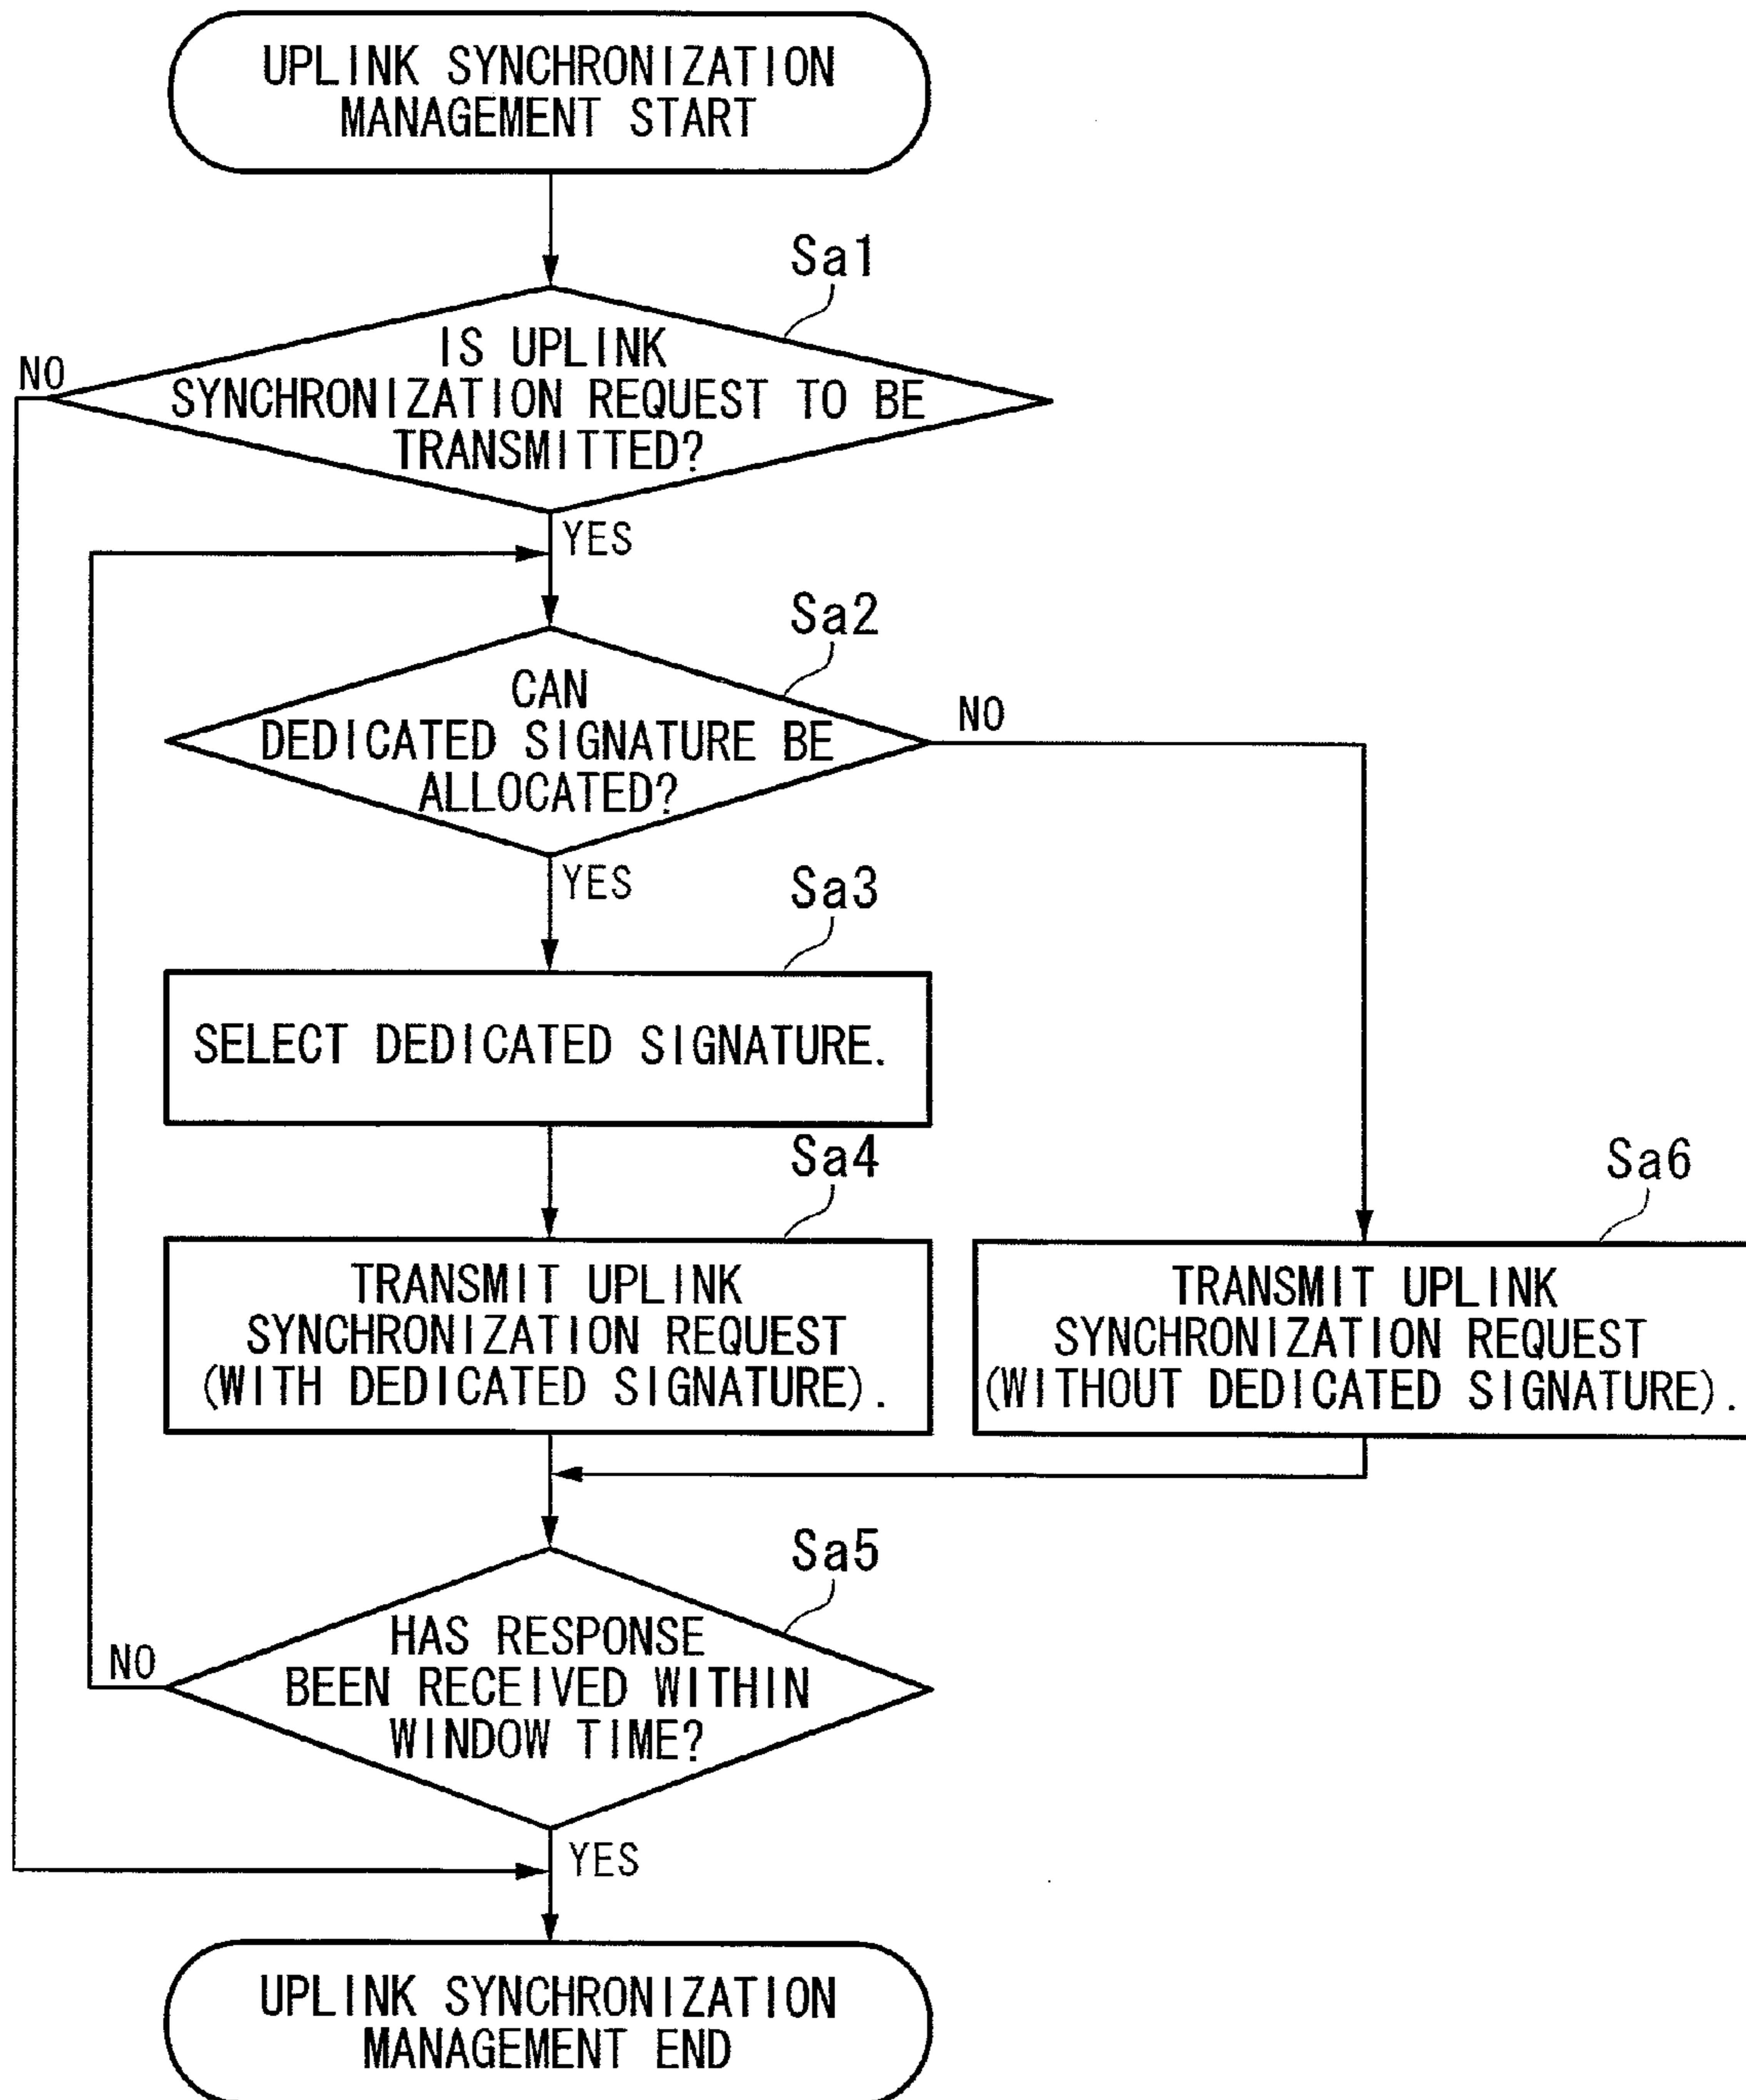 UPLINK SYNCHRONIZATION
MANAGEMENT START
Sa1
IS UPLINK
SYNCHRONIZATION REQUEST TO BE
TRANSMITTED?
NO
YES
Sa2
CAN
DEDICATED SIGNATURE BE
ALLOCATED?
NO
YES
Sa3
SELECT DEDICATED SIGNATURE.
Sa4
TRANSMIT UPLINK
SYNCHRONIZATION REQUEST
(WITH DEDICATED SIGNATURE).
Sa6
TRANSMIT UPLINK
SYNCHRONIZATION REQUEST
(WITHOUT DEDICATED SIGNATURE).
Sa5
HAS RESPONSE
BEEN RECEIVED WITHIN
WINDOW TIME?
NO
YES
UPLINK SYNCHRONIZATION
MANAGEMENT END